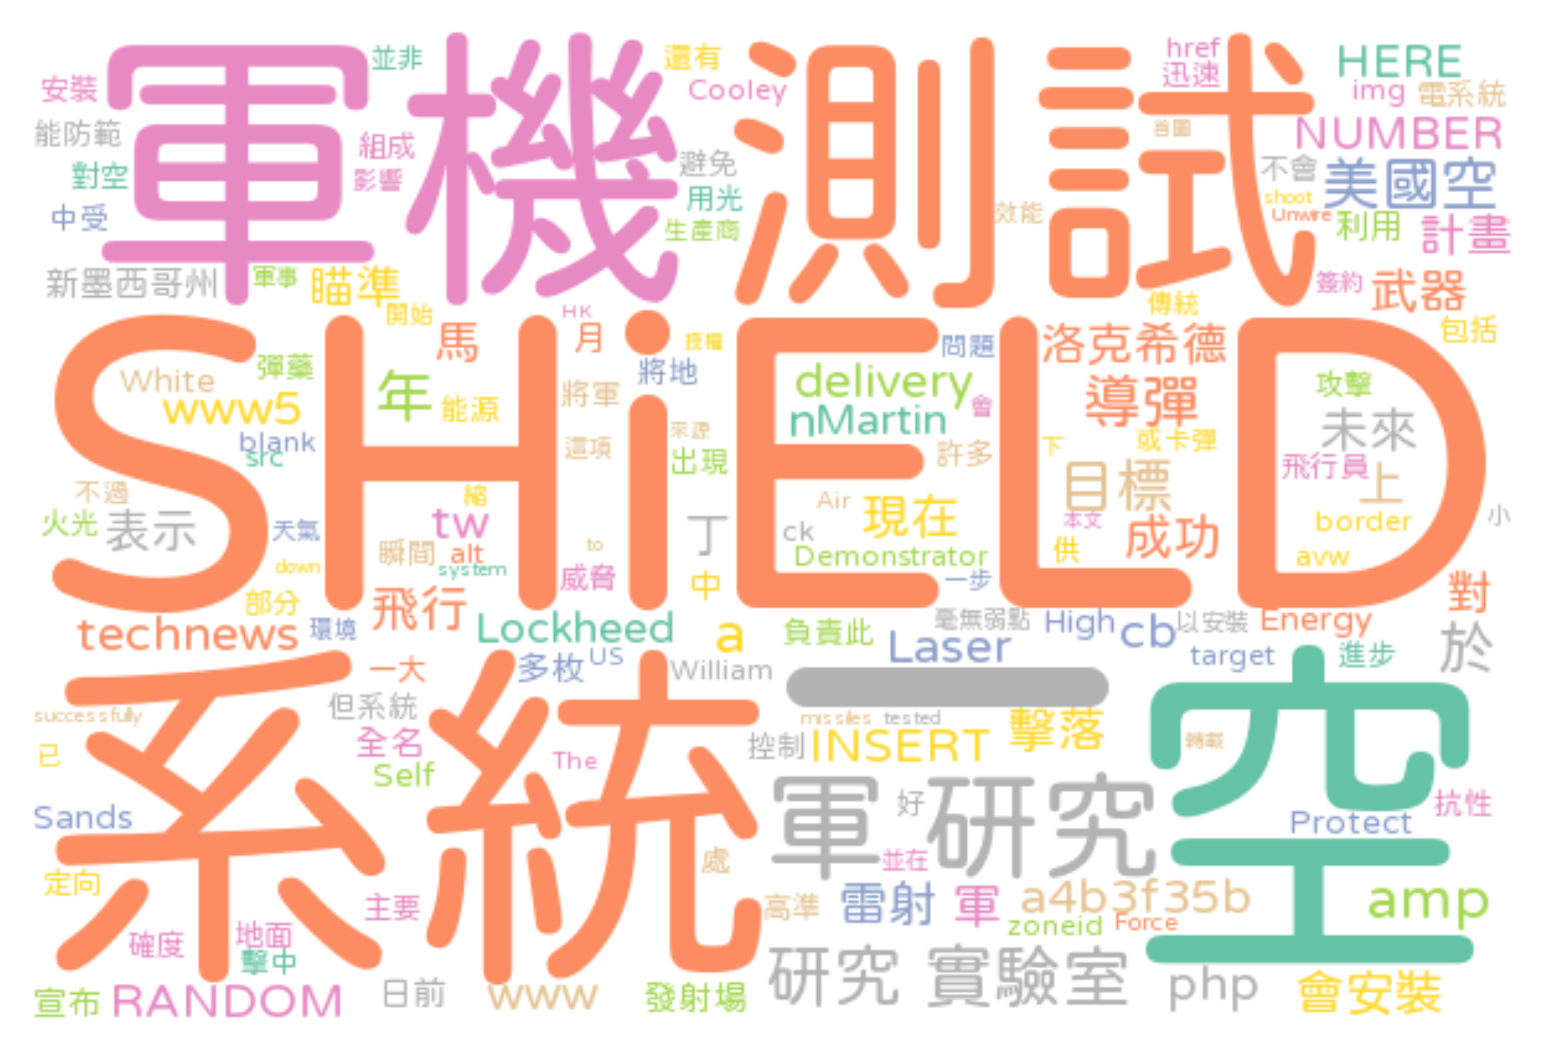 軍機 測試
SHiELD
系統 一 空
並非 還有 href HERE
安裝 Cooley 迅速 img 電系統
能防範 組成 避免 首圖 NUMBER
對空 影響 用光 不會 美國空
中受 生產商 效能 shoot Unwire 利用 計畫
新墨西哥州 軍事 瞄準 簽約 武器
開始 HK 傳統 包括
彈藥 馬 月 授權 問題 洛克希德
White 年 能源 將軍 將地 delivery 會 導彈 攻擊
www5 nMartin 未來
blank 這項 來源 許多 下 或卡彈
src 出現 飛行員
不過 縮 Air 現在 目標 上
火光 表示 天氣 tw 丁 ck 本文 成功 border 小
瞬間 alt to Demonstrator 供 avw
down system 威脅 中 一步 對
部分 飛行
technews 環境 Lockheed a 負責此 毫無弱點 High cb 以安裝 Energy
一大 多枚 US William Laser target 進步 於
successfully 但系統 missiles tested
已 全名 The 控制 INSERT 擊落 轉載
Self
Sands 軍 好 研究 Protect 抗性
定向 處 並在
主要 高準 雷射 軍 a4b3f35b amp
確度 地面 zoneid Force
擊中 研究 實驗室
宣布 RANDOM 日前 www 發射場 php 會安裝